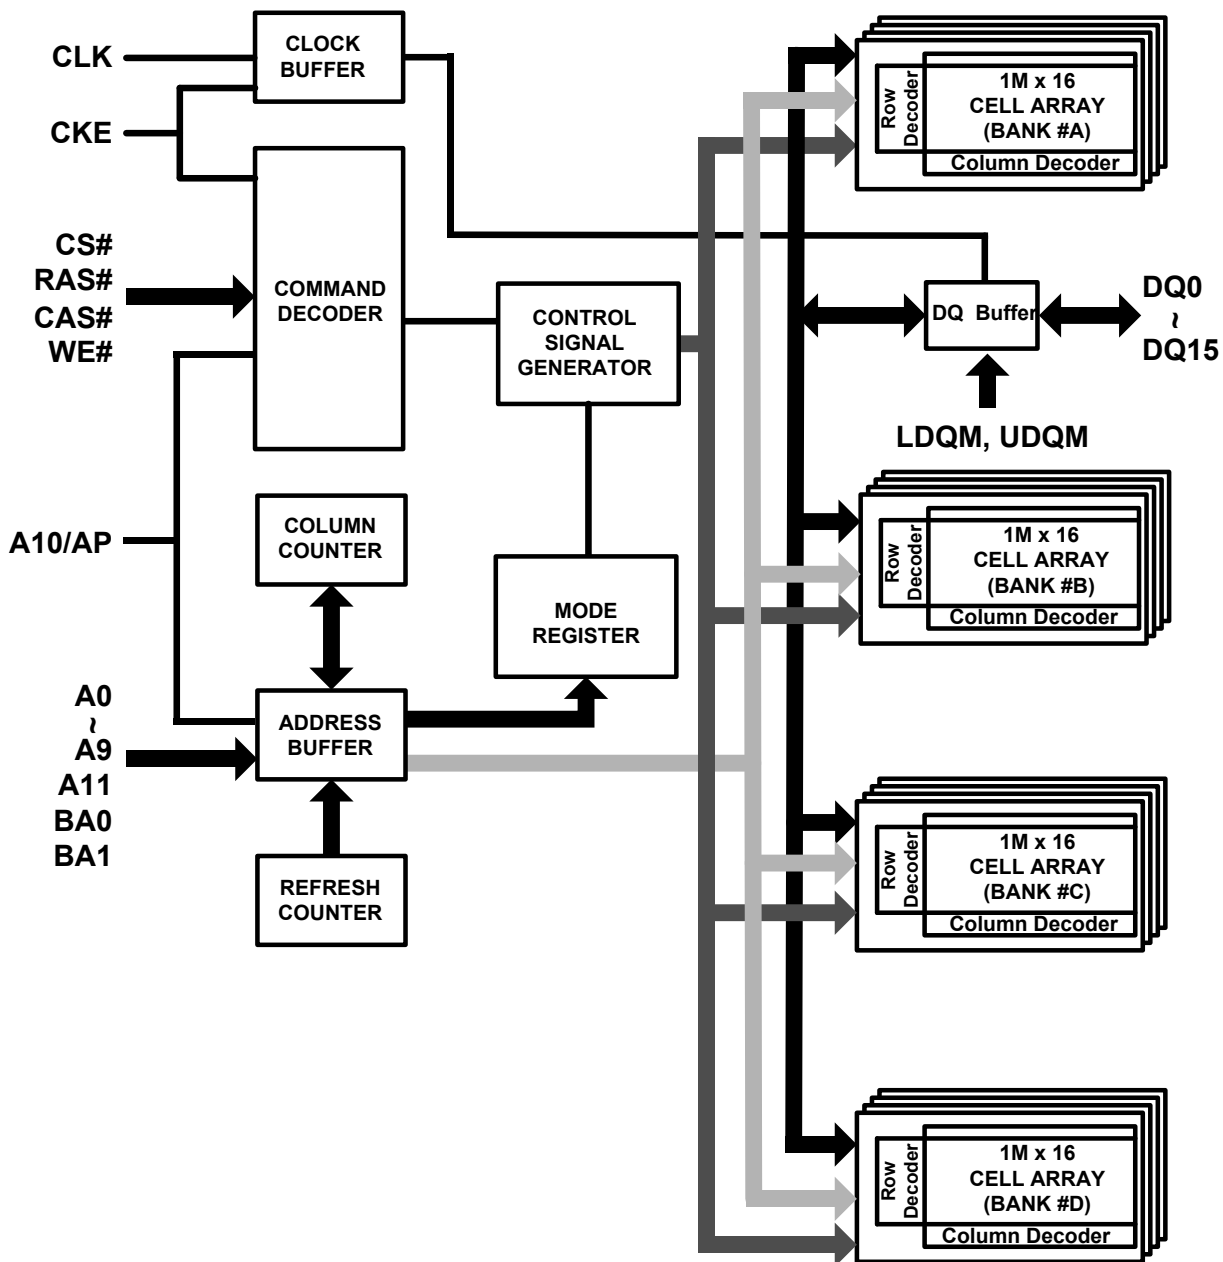 CLK
CKE
CLOCK
BUFFER
CS#
RAS#
CAS#
WE#
COMMAND
DECODER
CONTROL
SIGNAL
GENERATOR
A10/AP
COLUMN
COUNTER
MODE
REGISTER
A0
~
A9
A11
BA0
BA1
ADDRESS
BUFFER
REFRESH
COUNTER
Row
Decoder
1M x 16
CELL ARRAY
(BANK #A)
Column Decoder
DQ Buffer
DQ0
~
DQ15
LDQM, UDQM
Row
Decoder
1M x 16
CELL ARRAY
(BANK #B)
Column Decoder
Row
Decoder
1M x 16
CELL ARRAY
(BANK #C)
Column Decoder
Row
Decoder
1M x 16
CELL ARRAY
(BANK #D)
Column Decoder